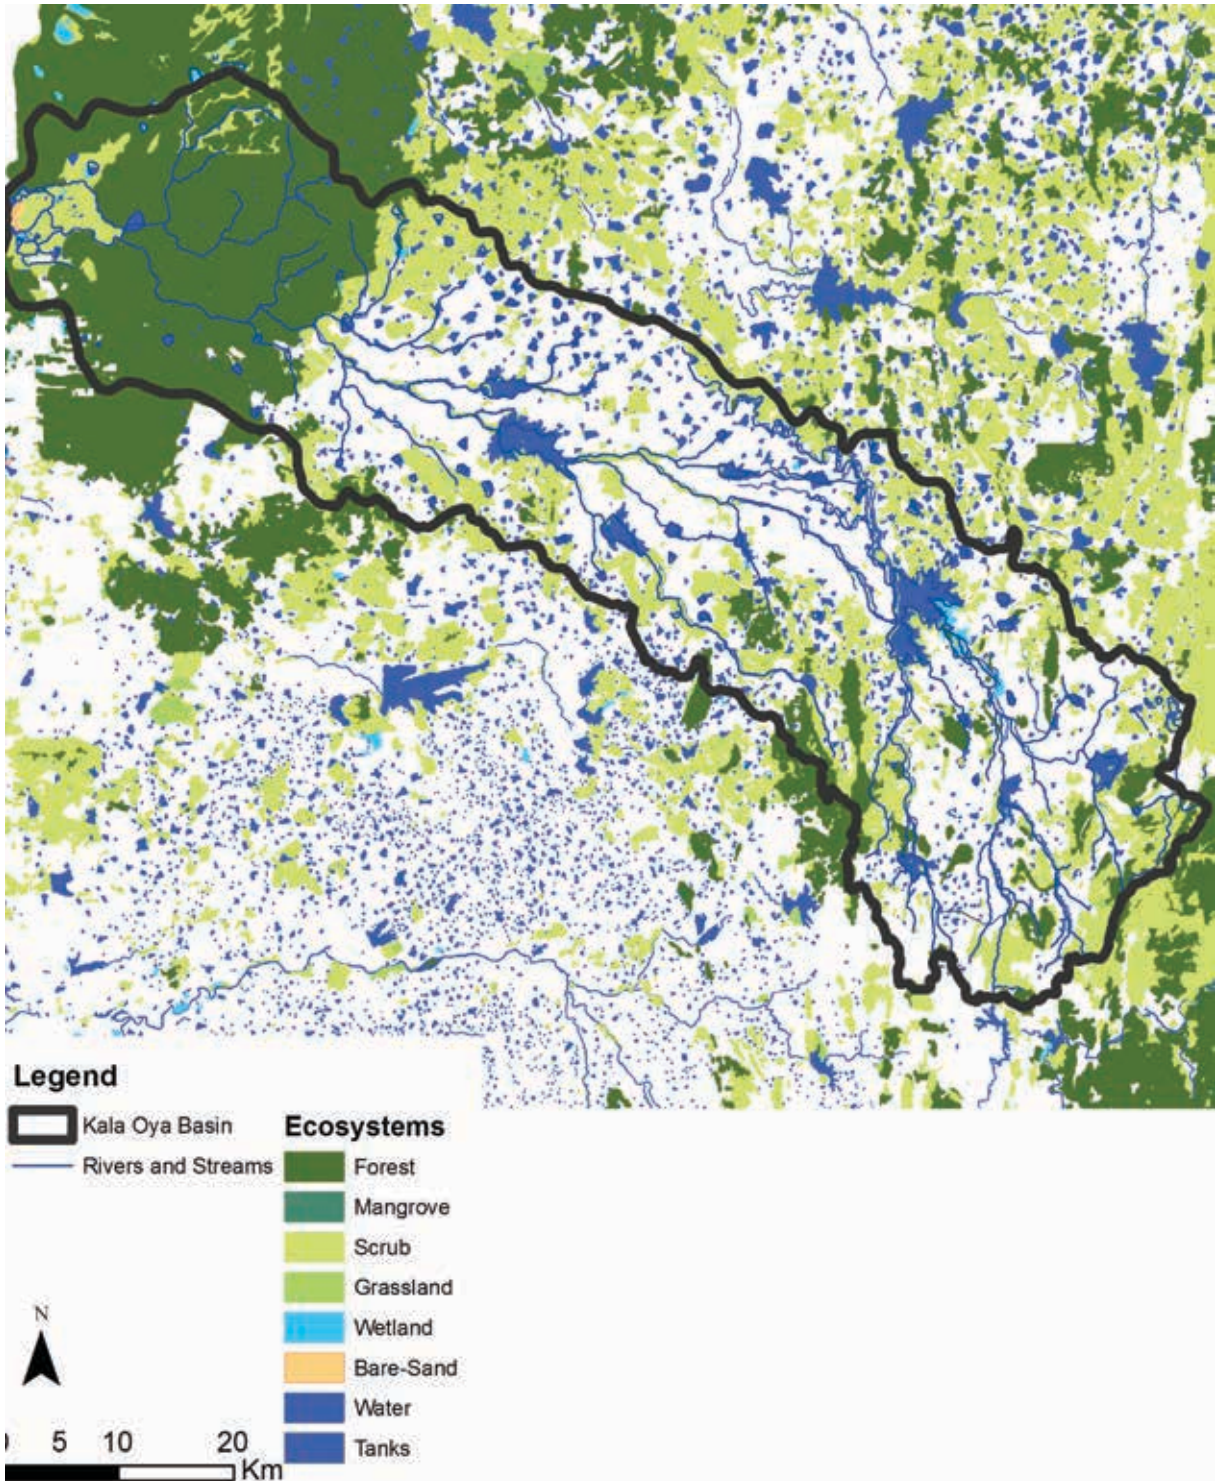 Legend
Kala Oya Basin
Rivers and Streams
Ecosystems
Forest
Mangrove
Scrub
Grassland
Wetland
Bare-Sand
Water
Tanks
N
5 10 20
Km